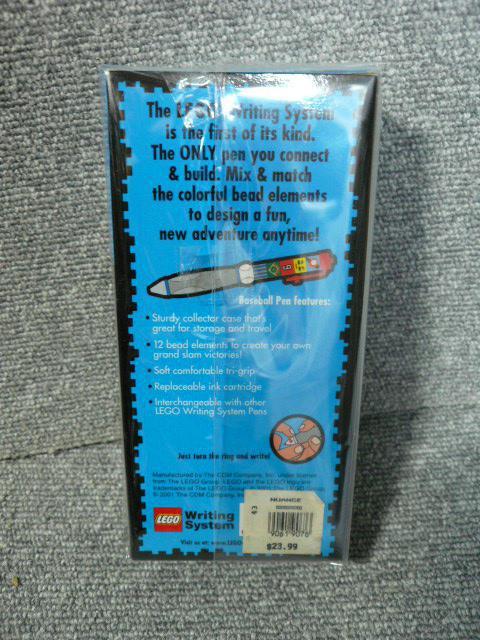 The LEGO Writing System
is the first of its kind.
The ONLY pen you connect
& build. Mix & match
the colorful bead elements
to design a fun,
new adventure anytime!
Baseball Pen features:
• Sturdy collector case that's
great for storage and travel
• 12 bead elements to create your own
grand slam victories!
• Soft comfortable tri-grip
• Replaceable ink cartridge
• Interchangeable with other
LEGO Writing System Pens
Just turn the ring and write!
Manufactured by The CDM Company, Inc. under license
from The LEGO Group. LEGO and the LEGO logo are
trademarks of The LEGO Group. © 2001 The LEGO Group.
© 2001 The CDM Company, Inc.
LEGO Writing
System
Visit us at: www.LEGO
NUANCE
$23.99